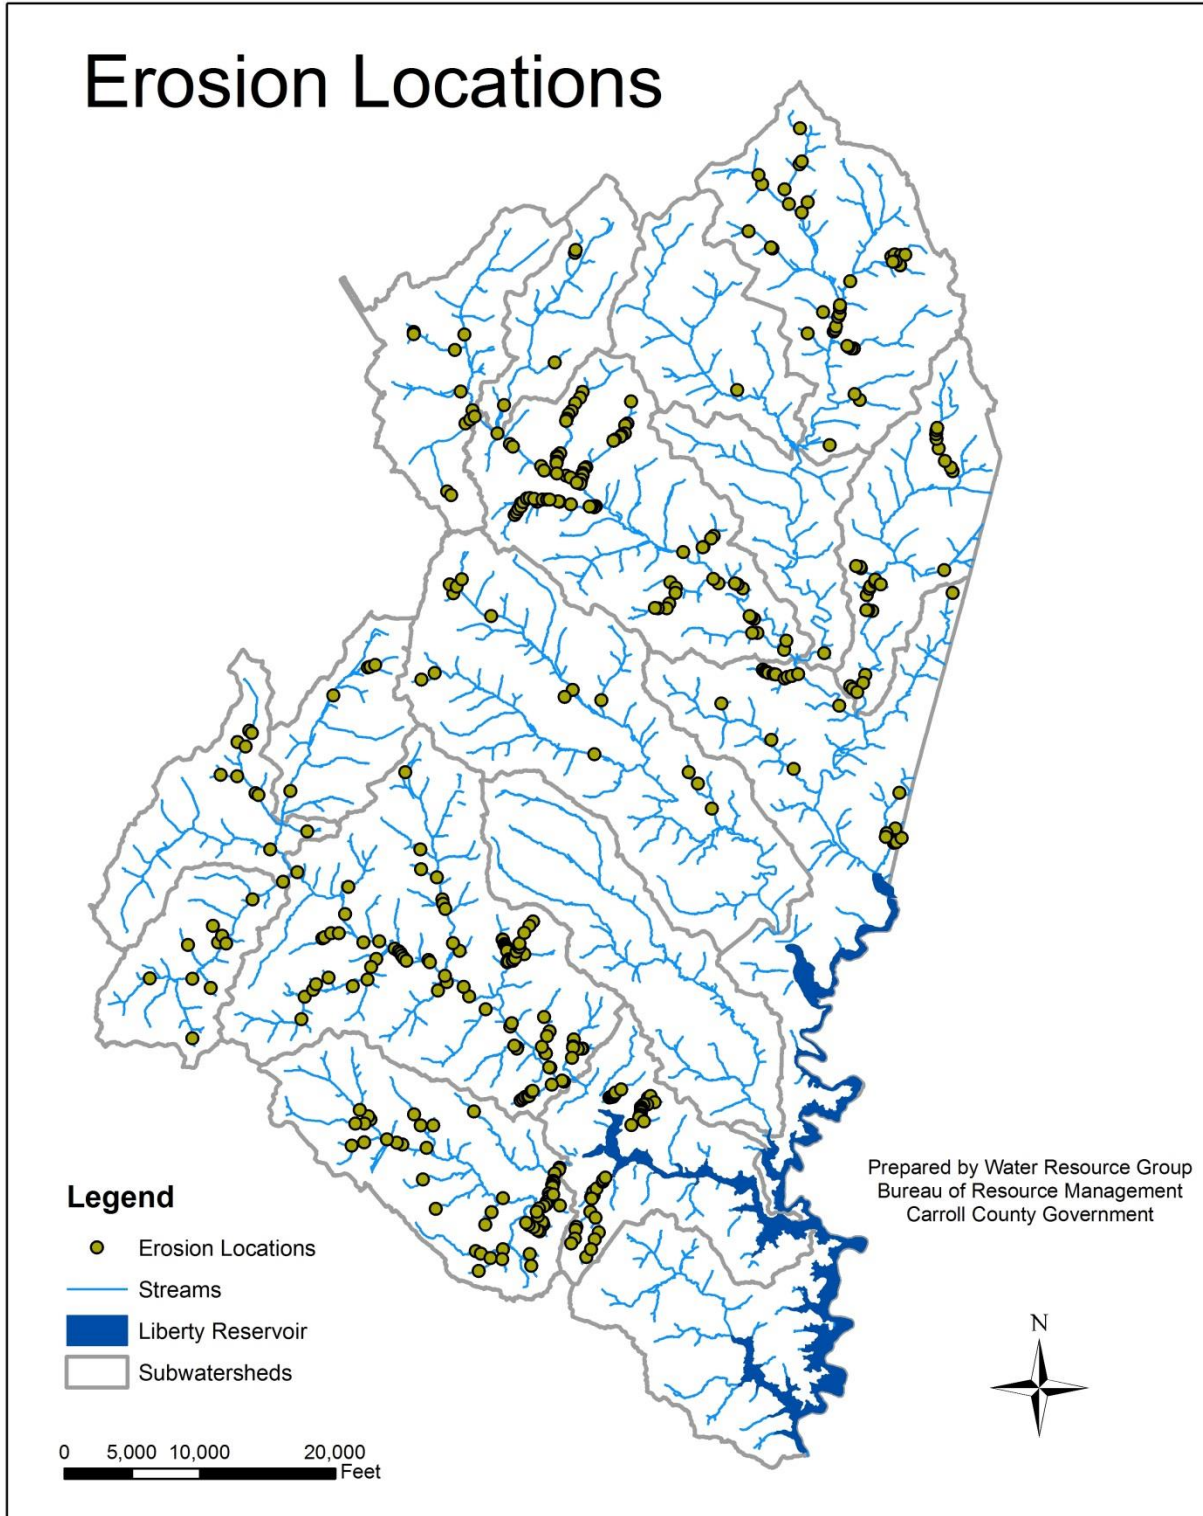 Erosion Locations
Prepared by Water Resource Group
Bureau of Resource Management
Carroll County Government
Legend
Erosion Locations
Streams
Liberty Reservoir
Subwatersheds
N
0 5,000 10,000 20,000
Feet